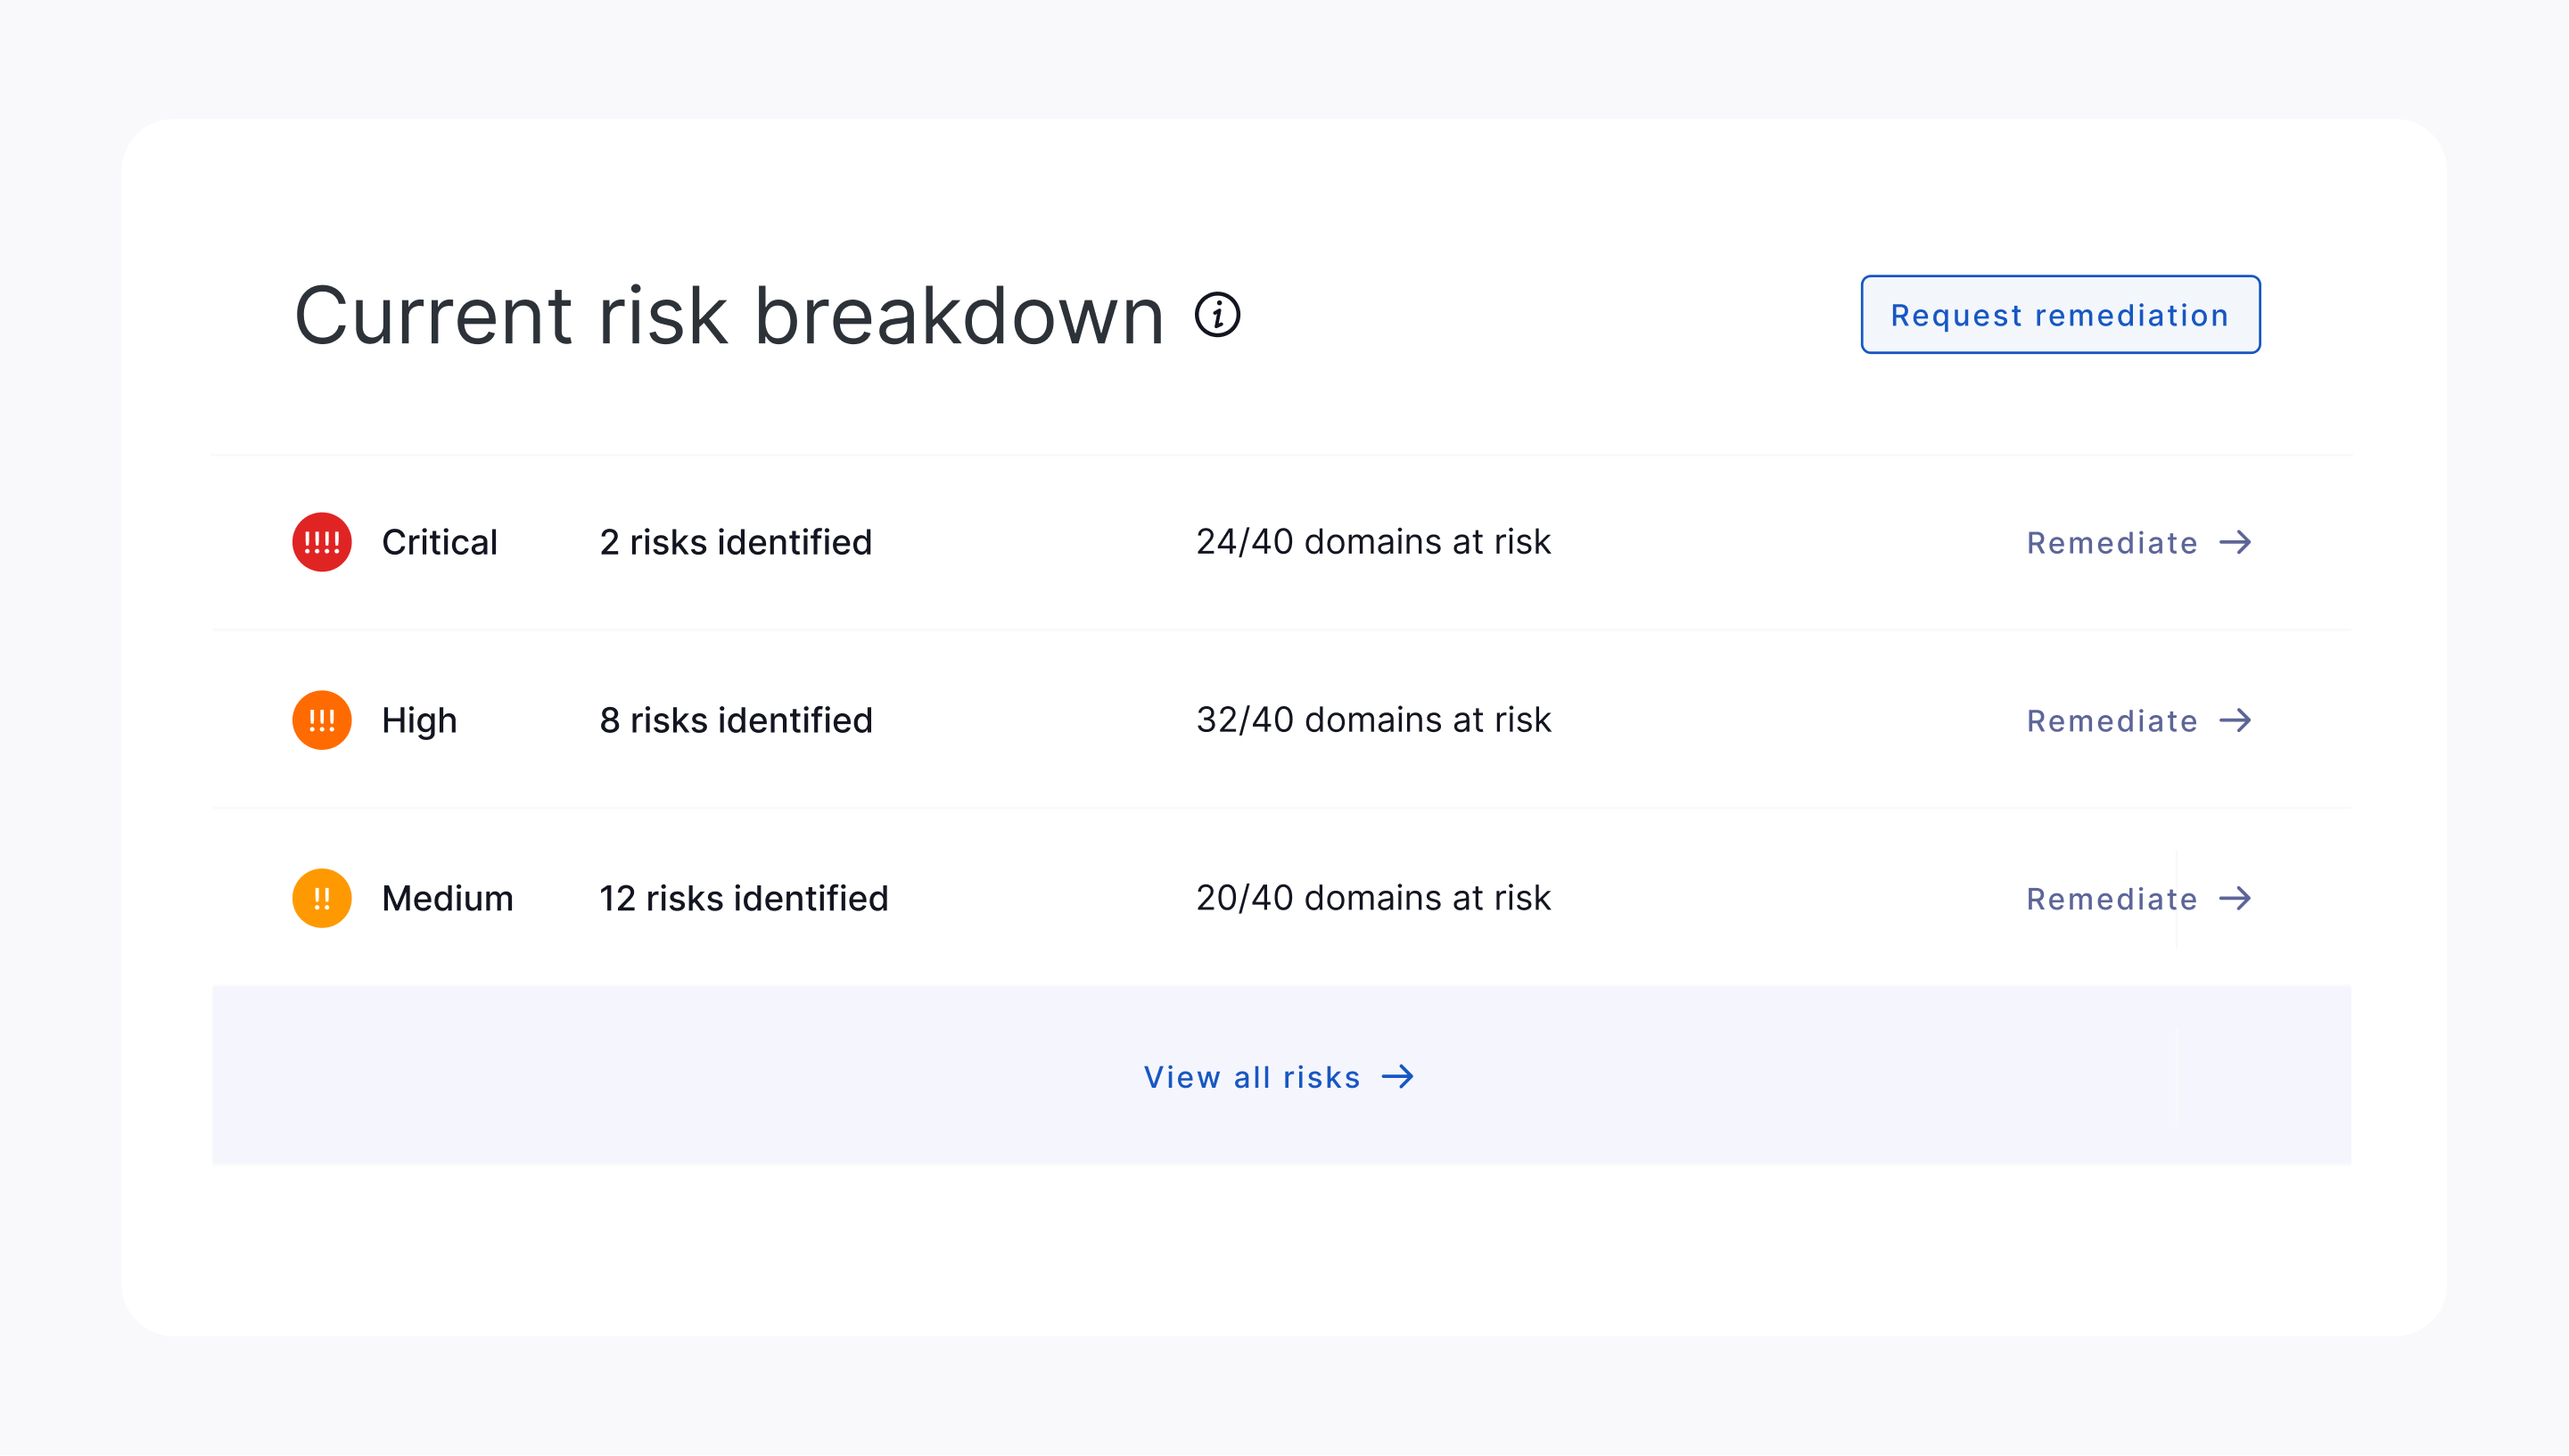 Current risk breakdown
Request remediation
Critical 2 risks identified 24/40 domains at risk Remediate →
High 8 risks identified 32/40 domains at risk Remediate →
Medium 12 risks identified 20/40 domains at risk Remediate →
View all risks →